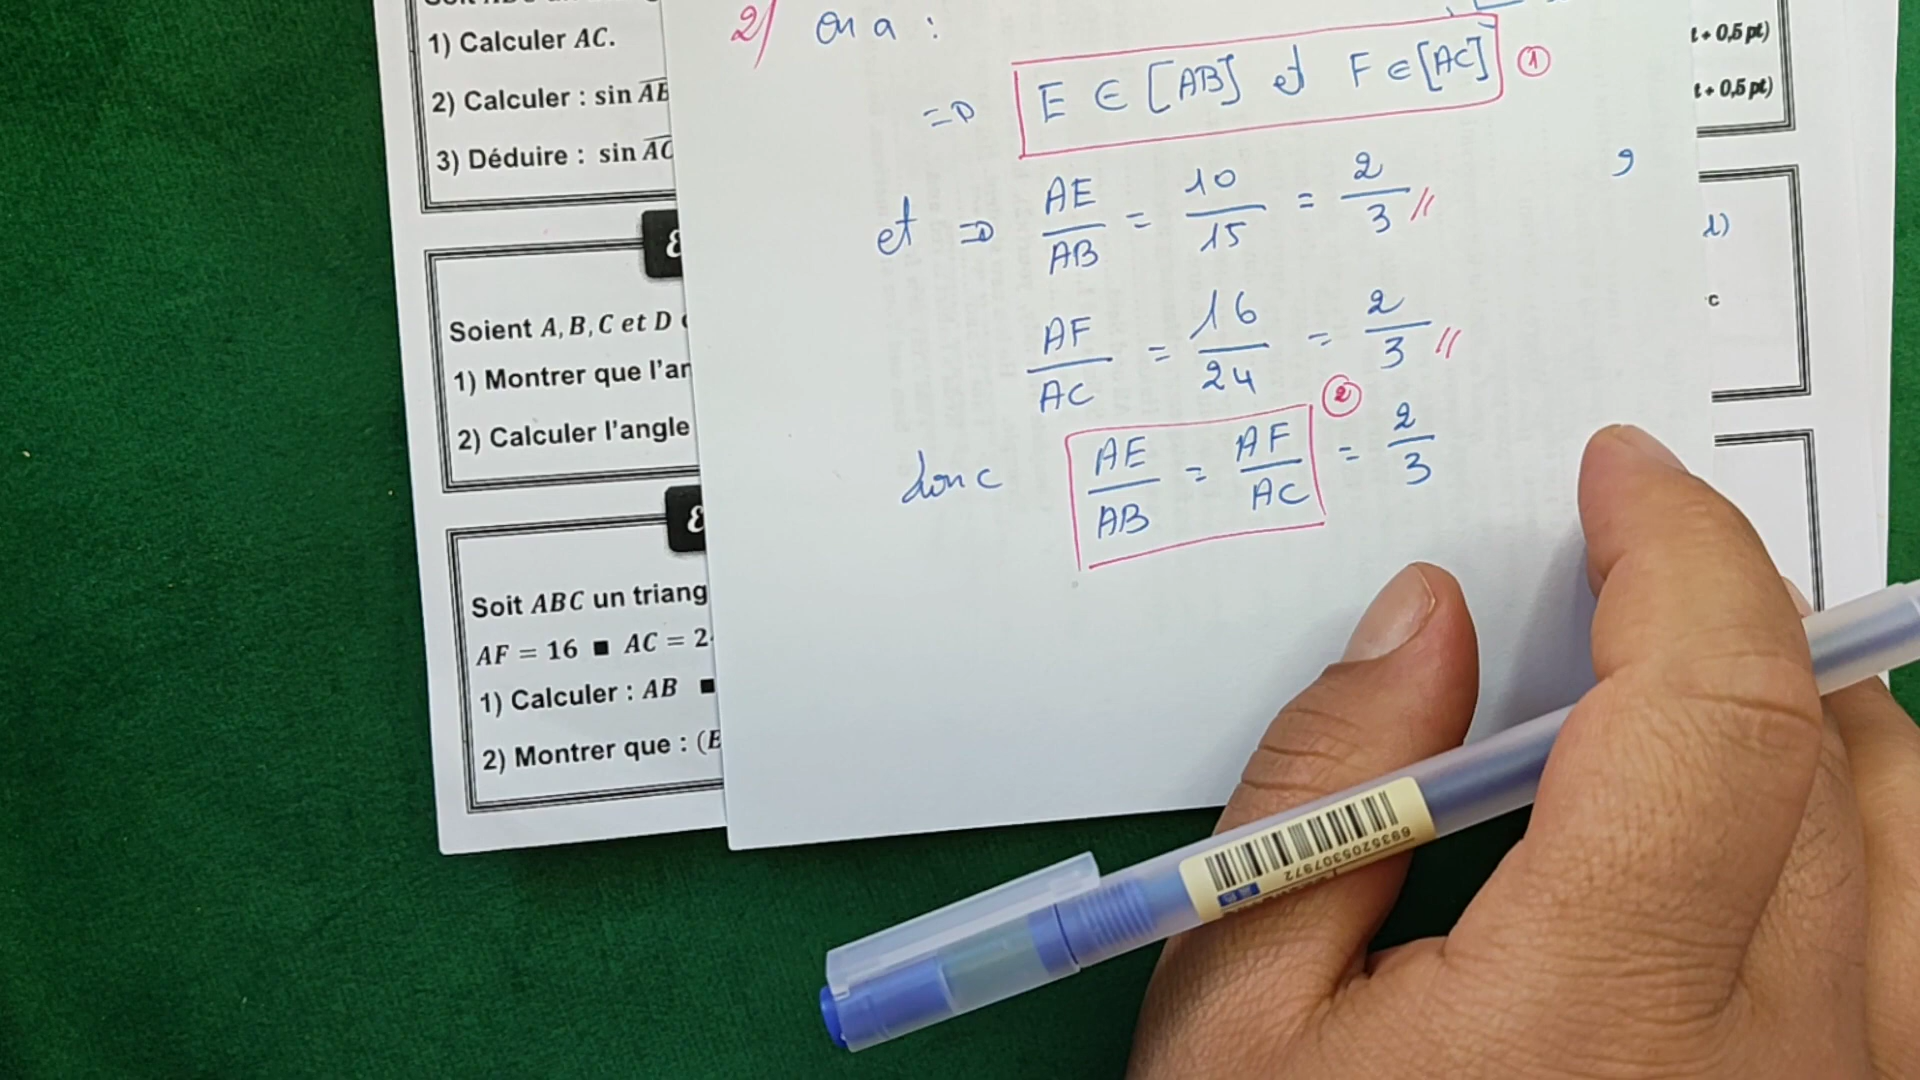 1) Calculer AC.
2) Calculer : sin
3) Déduire : sin
Soient A, B, C et D
1) Montrer que l'an
2) Calculer l'angle
Soit ABC un triang
AF = 16 ■ AC = 2
1) Calculer : AB ■
2) Montrer que : (E
2) on a :
=> E ∈ [AB] et F ∈ [AC] ①
et => AE/AB = 10/15 = 2/3 //
AF/AC = 16/24 = 2/3 //
donc AE/AB = AF/AC ② = 2/3
t + 0,5 pt)
t + 0,5 pt)
c
6935205307972